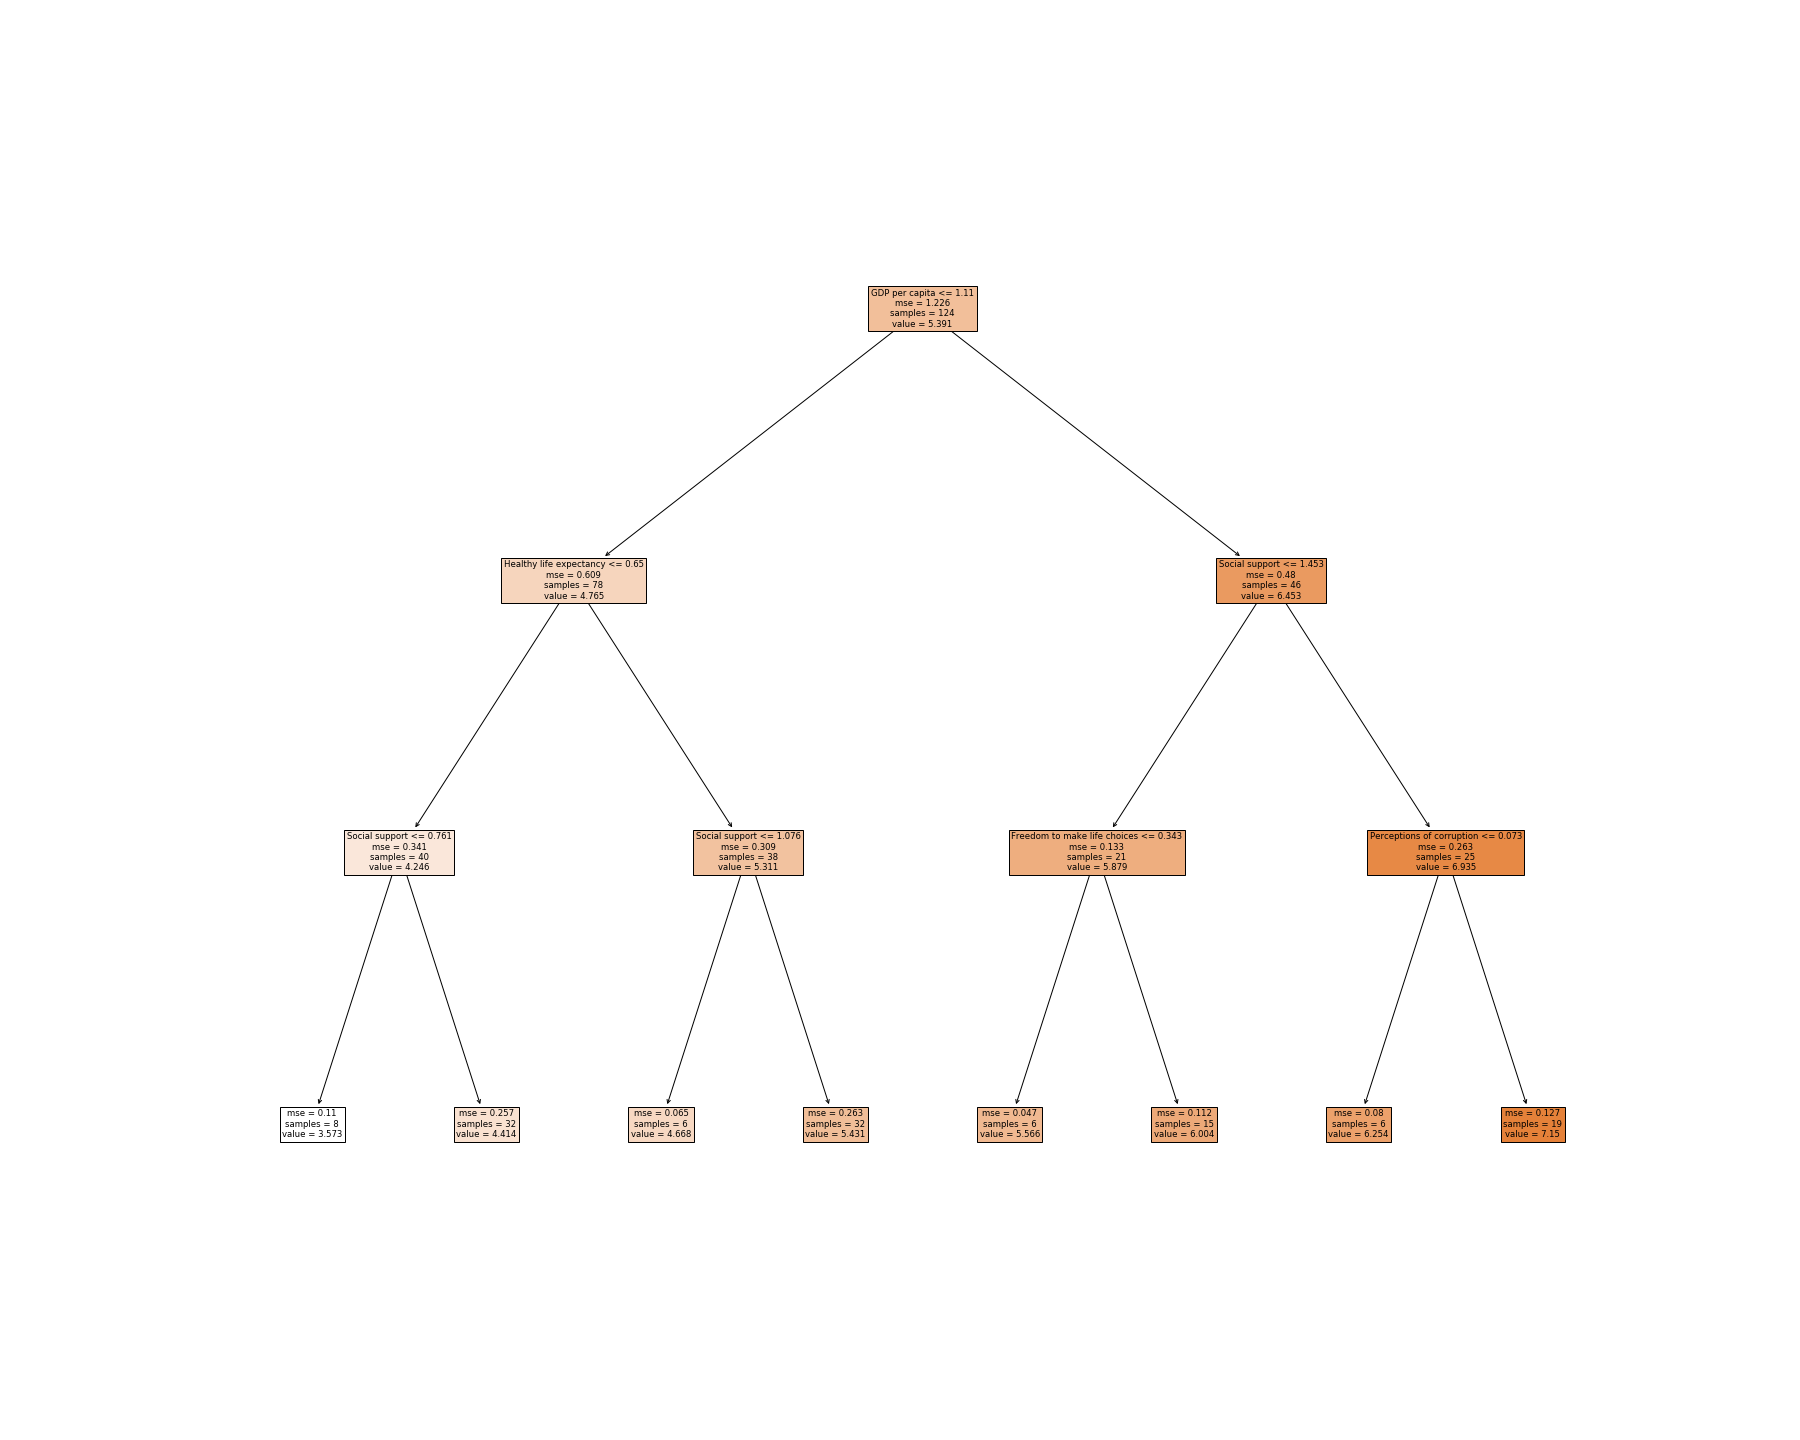 GDP per capita <= 1.11
mse = 1.226
samples = 124
value = 5.391
Healthy life expectancy <= 0.65
mse = 0.609
samples = 78
value = 4.765
Social support <= 1.453
mse = 0.48
samples = 46
value = 6.453
Social support <= 0.761
mse = 0.341
samples = 40
value = 4.246
Social support <= 1.076
mse = 0.309
samples = 38
value = 5.311
Freedom to make life choices <= 0.343
mse = 0.133
samples = 21
value = 5.879
Perceptions of corruption <= 0.073
mse = 0.263
samples = 25
value = 6.935
mse = 0.11
samples = 8
value = 3.573
mse = 0.257
samples = 32
value = 4.414
mse = 0.065
samples = 6
value = 4.668
mse = 0.263
samples = 32
value = 5.431
mse = 0.047
samples = 6
value = 5.566
mse = 0.112
samples = 15
value = 6.004
mse = 0.08
samples = 6
value = 6.254
mse = 0.127
samples = 19
value = 7.15